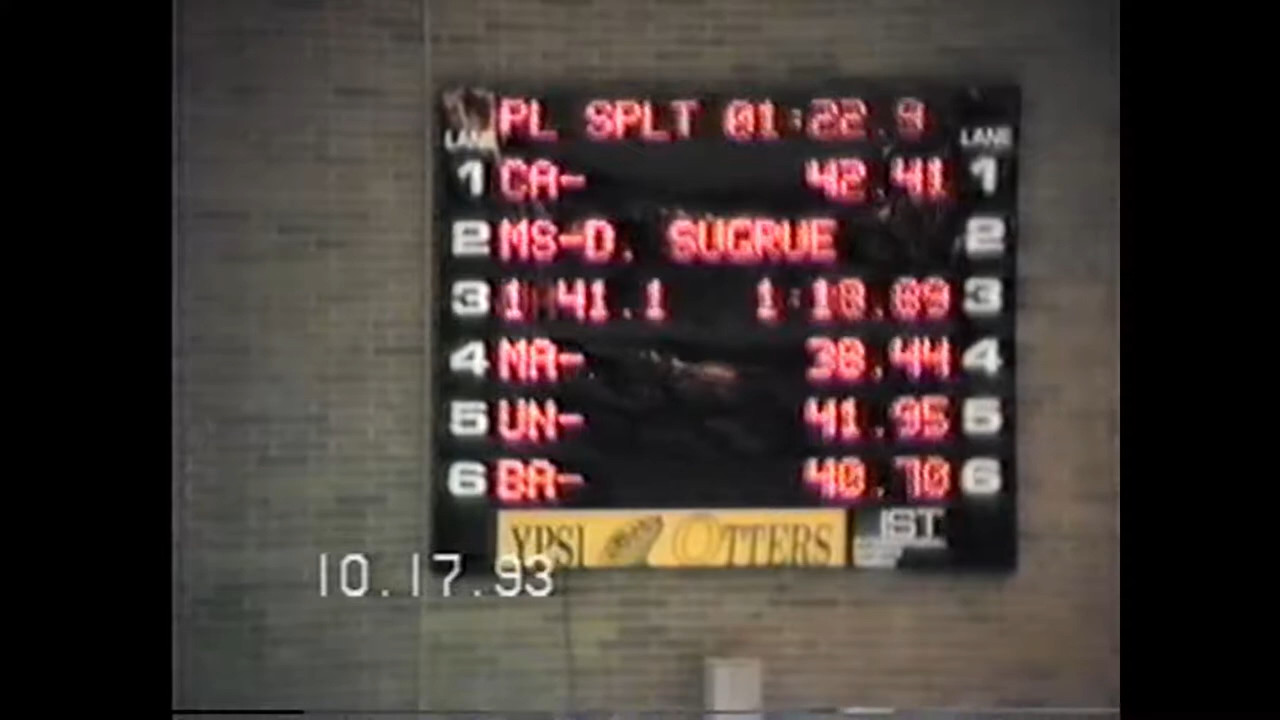 PL SPLT 01:22.9
LANE LANE
1 CA- 42.41 1
2 MS-D. SUGRUE 2
3 1 41.1 1:18.89 3
4 MA- 38.44 4
5 UN- 41.95 5
6 BA- 40.70 6
YPSI OTTERS IST
10.17.93